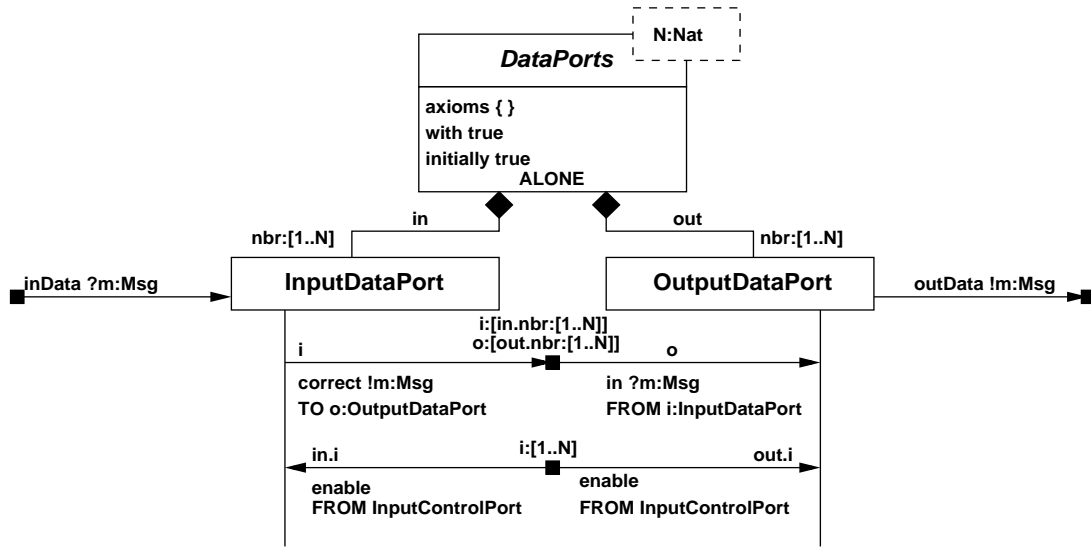 N:Nat
DataPorts
axioms { }
with true
initially true
ALONE
in
out
nbr:[1..N]
nbr:[1..N]
inData ?m:Msg
InputDataPort
OutputDataPort
outData !m:Msg
i:[in.nbr:[1..N]]
i
o:[out.nbr:[1..N]]
o
correct !m:Msg
in ?m:Msg
TO o:OutputDataPort
FROM i:InputDataPort
in.i
i:[1..N]
out.i
enable
enable
FROM InputControlPort
FROM InputControlPort